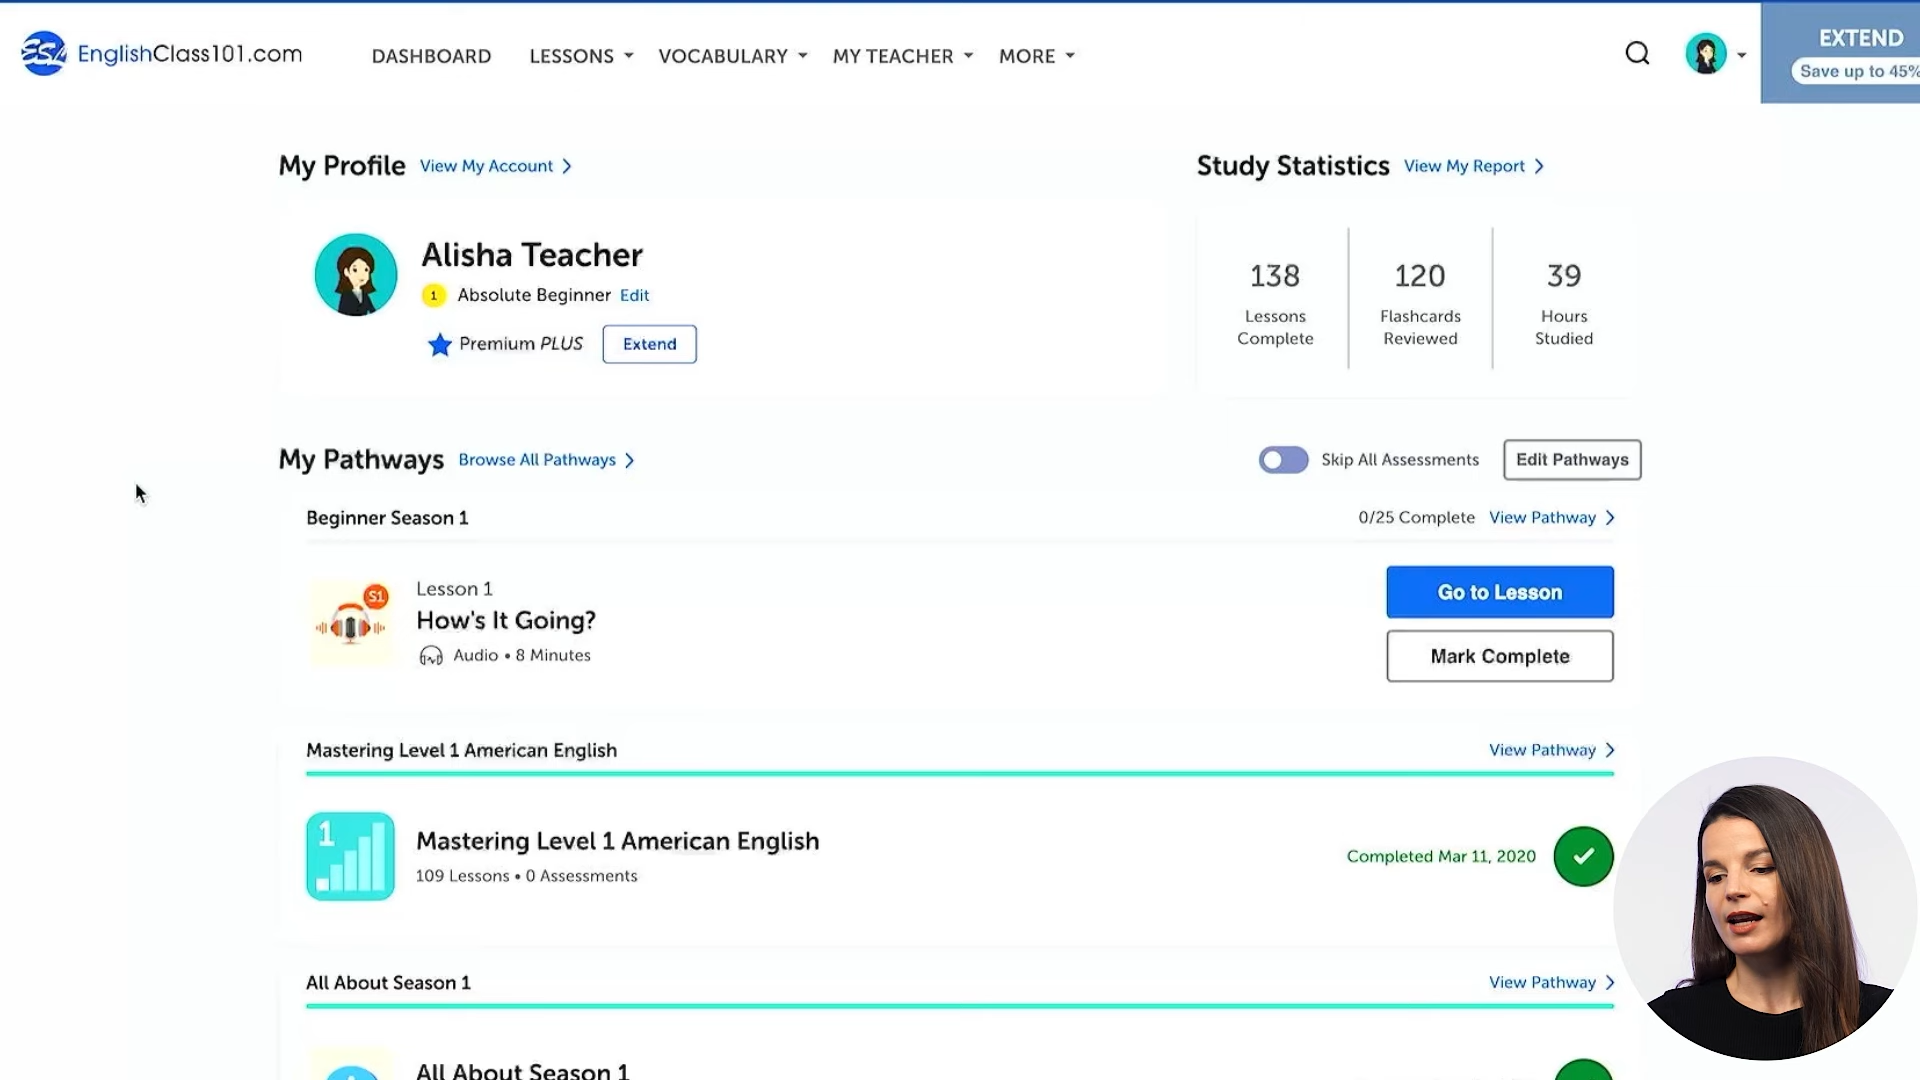 ESL EnglishClass101.com
DASHBOARD LESSONS VOCABULARY MY TEACHER MORE
EXTEND
Save up to 45%
My Profile View My Account
Alisha Teacher
1 Absolute Beginner Edit
Premium PLUS Extend
Study Statistics View My Report
138 120 39
Lessons Complete
Flashcards Reviewed
Hours Studied
My Pathways Browse All Pathways
Skip All Assessments Edit Pathways
Beginner Season 1
0/25 Complete View Pathway
S1
Lesson 1
How's It Going?
Audio • 8 Minutes
Go to Lesson
Mark Complete
Mastering Level 1 American English
View Pathway
1
Mastering Level 1 American English
109 Lessons • 0 Assessments
Completed Mar 11, 2020
All About Season 1
View Pathway
All About Season 1